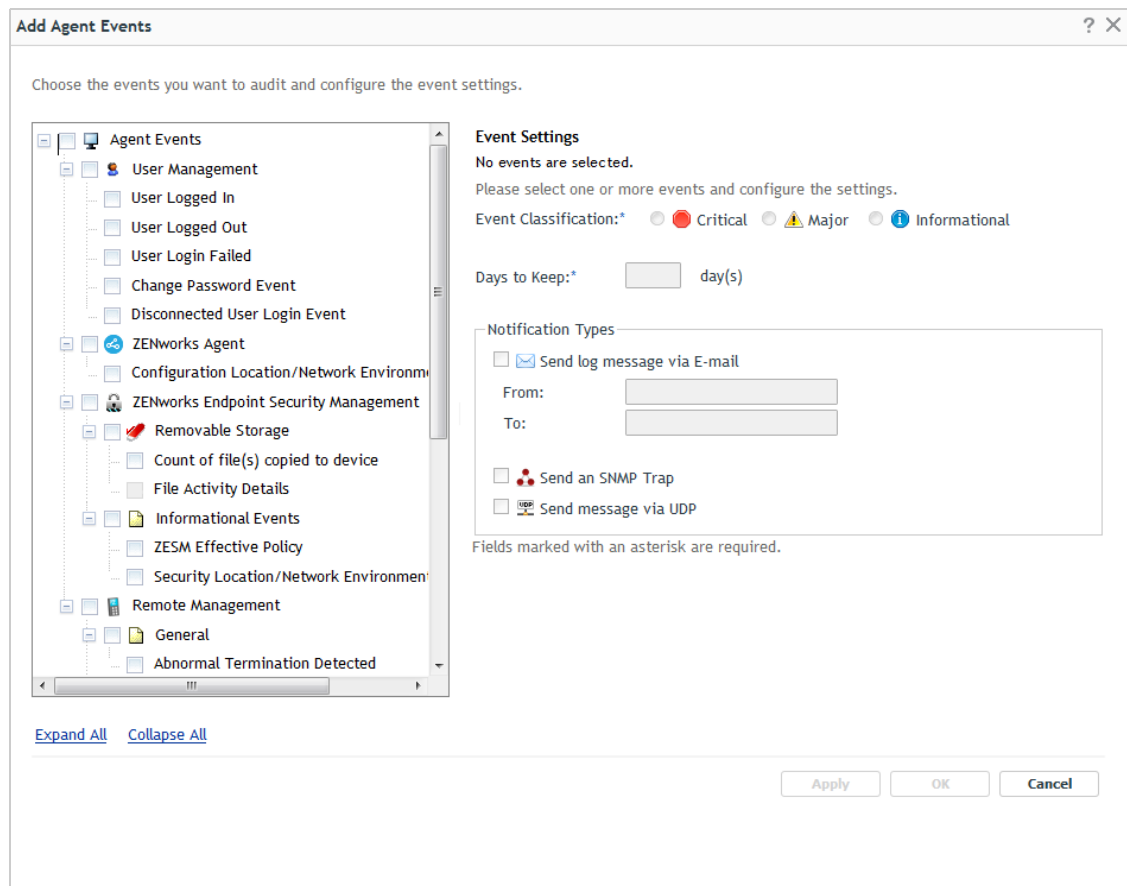 Add Agent Events
?
Choose the events you want to audit and configure the event settings.
Agent Events
User Management
User Logged In
User Logged Out
User Login Failed
Change Password Event
Disconnected User Login Event
ZENworks Agent
Configuration Location/Network Environm
ZENworks Endpoint Security Management
Removable Storage
Count of file(s) copied to device
File Activity Details
Informational Events
ZESM Effective Policy
Security Location/Network Environment
Remote Management
General
Abnormal Termination Detected
Expand All Collapse All
Event Settings
No events are selected.
Please select one or more events and configure the settings.
Event Classification:* Critical Major Informational
Days to Keep:* day(s)
Notification Types
Send log message via E-mail
From:
To:
Send an SNMP Trap
UDP Send message via UDP
Fields marked with an asterisk are required.
Apply OK Cancel